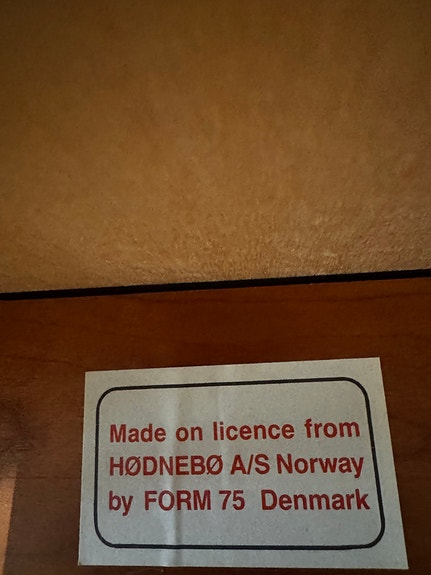 Made on licence from
HØDNEBØ A/S Norway
by FORM 75 Denmark